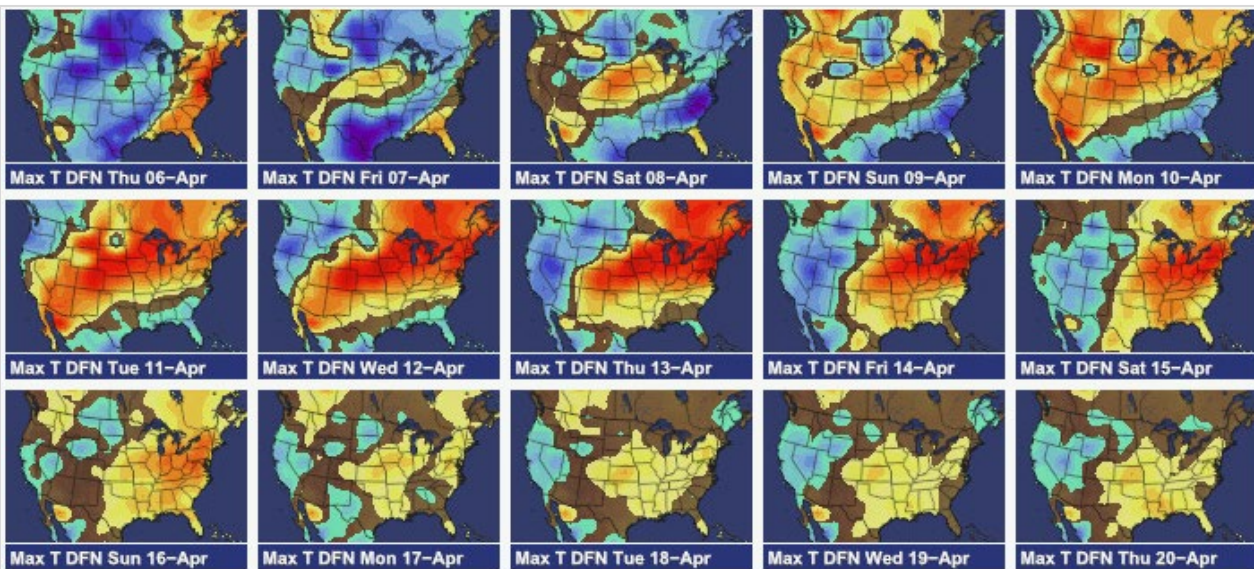 Max T DFN Thu 06-Apr
Max T DFN Fri 07-Apr
Max T DFN Sat 08-Apr
Max T DFN Sun 09-Apr
Max T DFN Mon 10-Apr
Max T DFN Tue 11-Apr
Max T DFN Wed 12-Apr
Max T DFN Thu 13-Apr
Max T DFN Fri 14-Apr
Max T DFN Sat 15-Apr
Max T DFN Sun 16-Apr
Max T DFN Mon 17-Apr
Max T DFN Tue 18-Apr
Max T DFN Wed 19-Apr
Max T DFN Thu 20-Apr